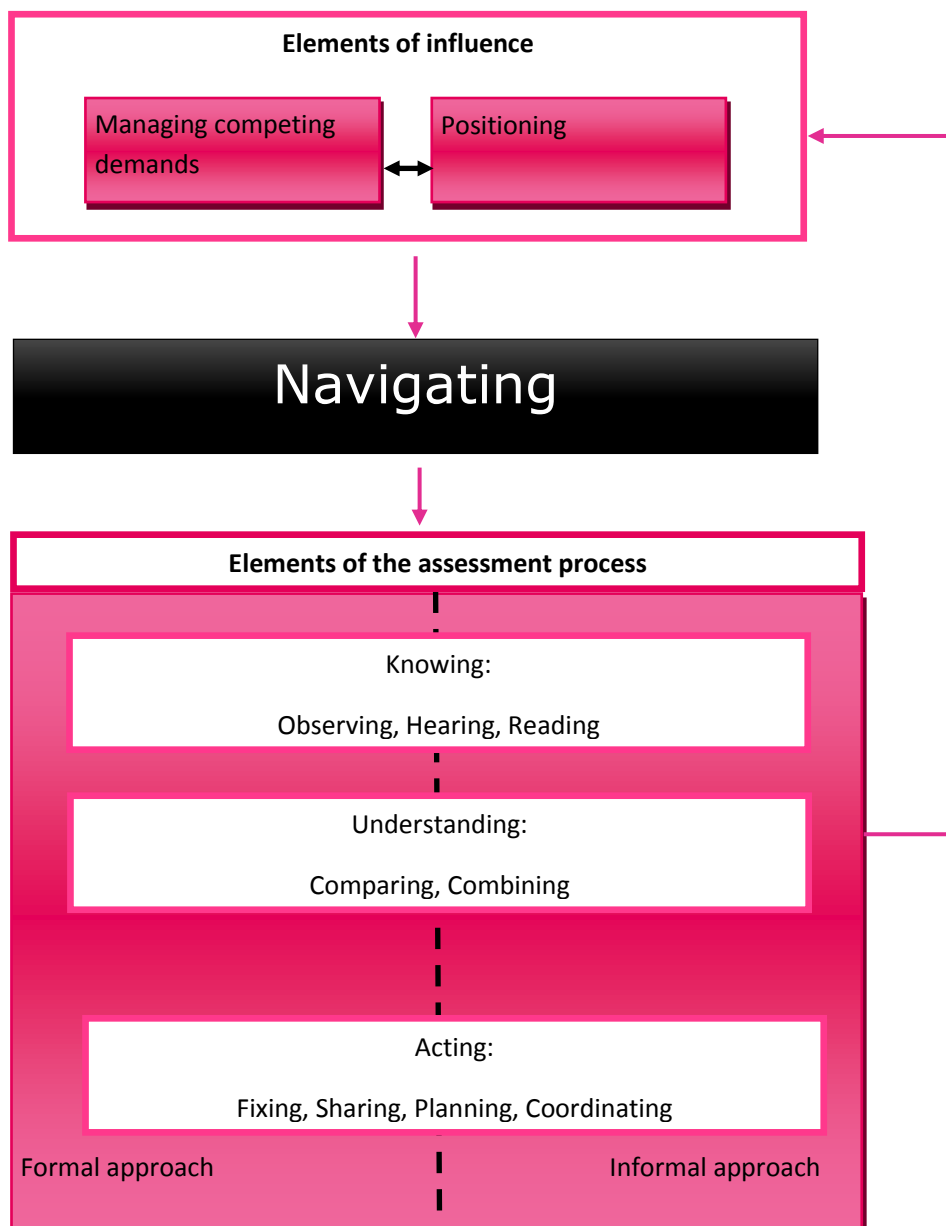 Elements of influence
Managing competing
demands
Positioning
Navigating
Elements of the assessment process
Knowing:
Observing, Hearing, Reading
Understanding:
Comparing, Combining
Acting:
Fixing, Sharing, Planning, Coordinating
Formal approach
Informal approach